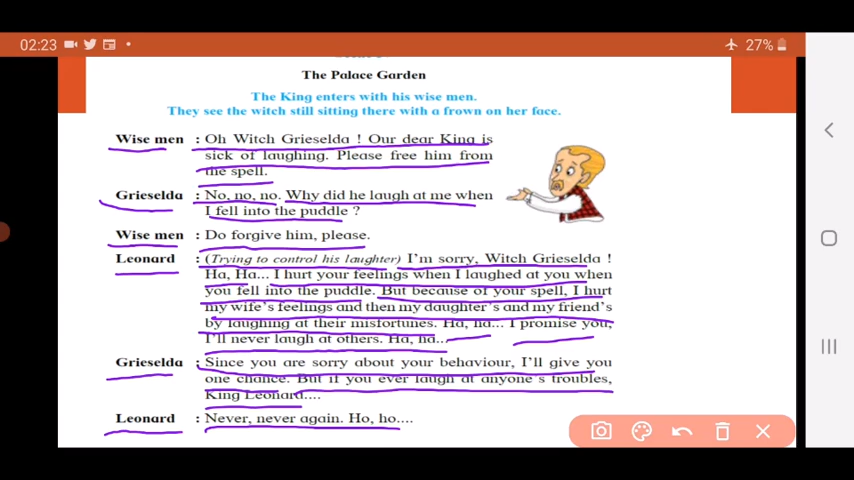 02:23
27%
The Palace Garden
The King enters with his wise men.
They see the witch still sitting there with a frown on her face.
Wise men : Oh Witch Grieselda ! Our dear King is
sick of laughing. Please free him from
the spell.
Grieselda : No, no, no. Why did he laugh at me when
I fell into the puddle ?
Wise men : Do forgive him, please.
Leonard : (Trying to control his laughter) I'm sorry, Witch Grieselda !
Ha, Ha... I hurt your feelings when I laughed at you when
you fell into the puddle. But because of your spell, I hurt
my wife's feelings and then my daughter's and my friend's
by laughing at their misfortunes. Ha, ha... I promise you,
I'll never laugh at others. Ha, ha...
Grieselda : Since you are sorry about your behaviour, I'll give you
one chance. But if you ever laugh at anyone's troubles,
King Leonard....
Leonard : Never, never again. Ho, ho....